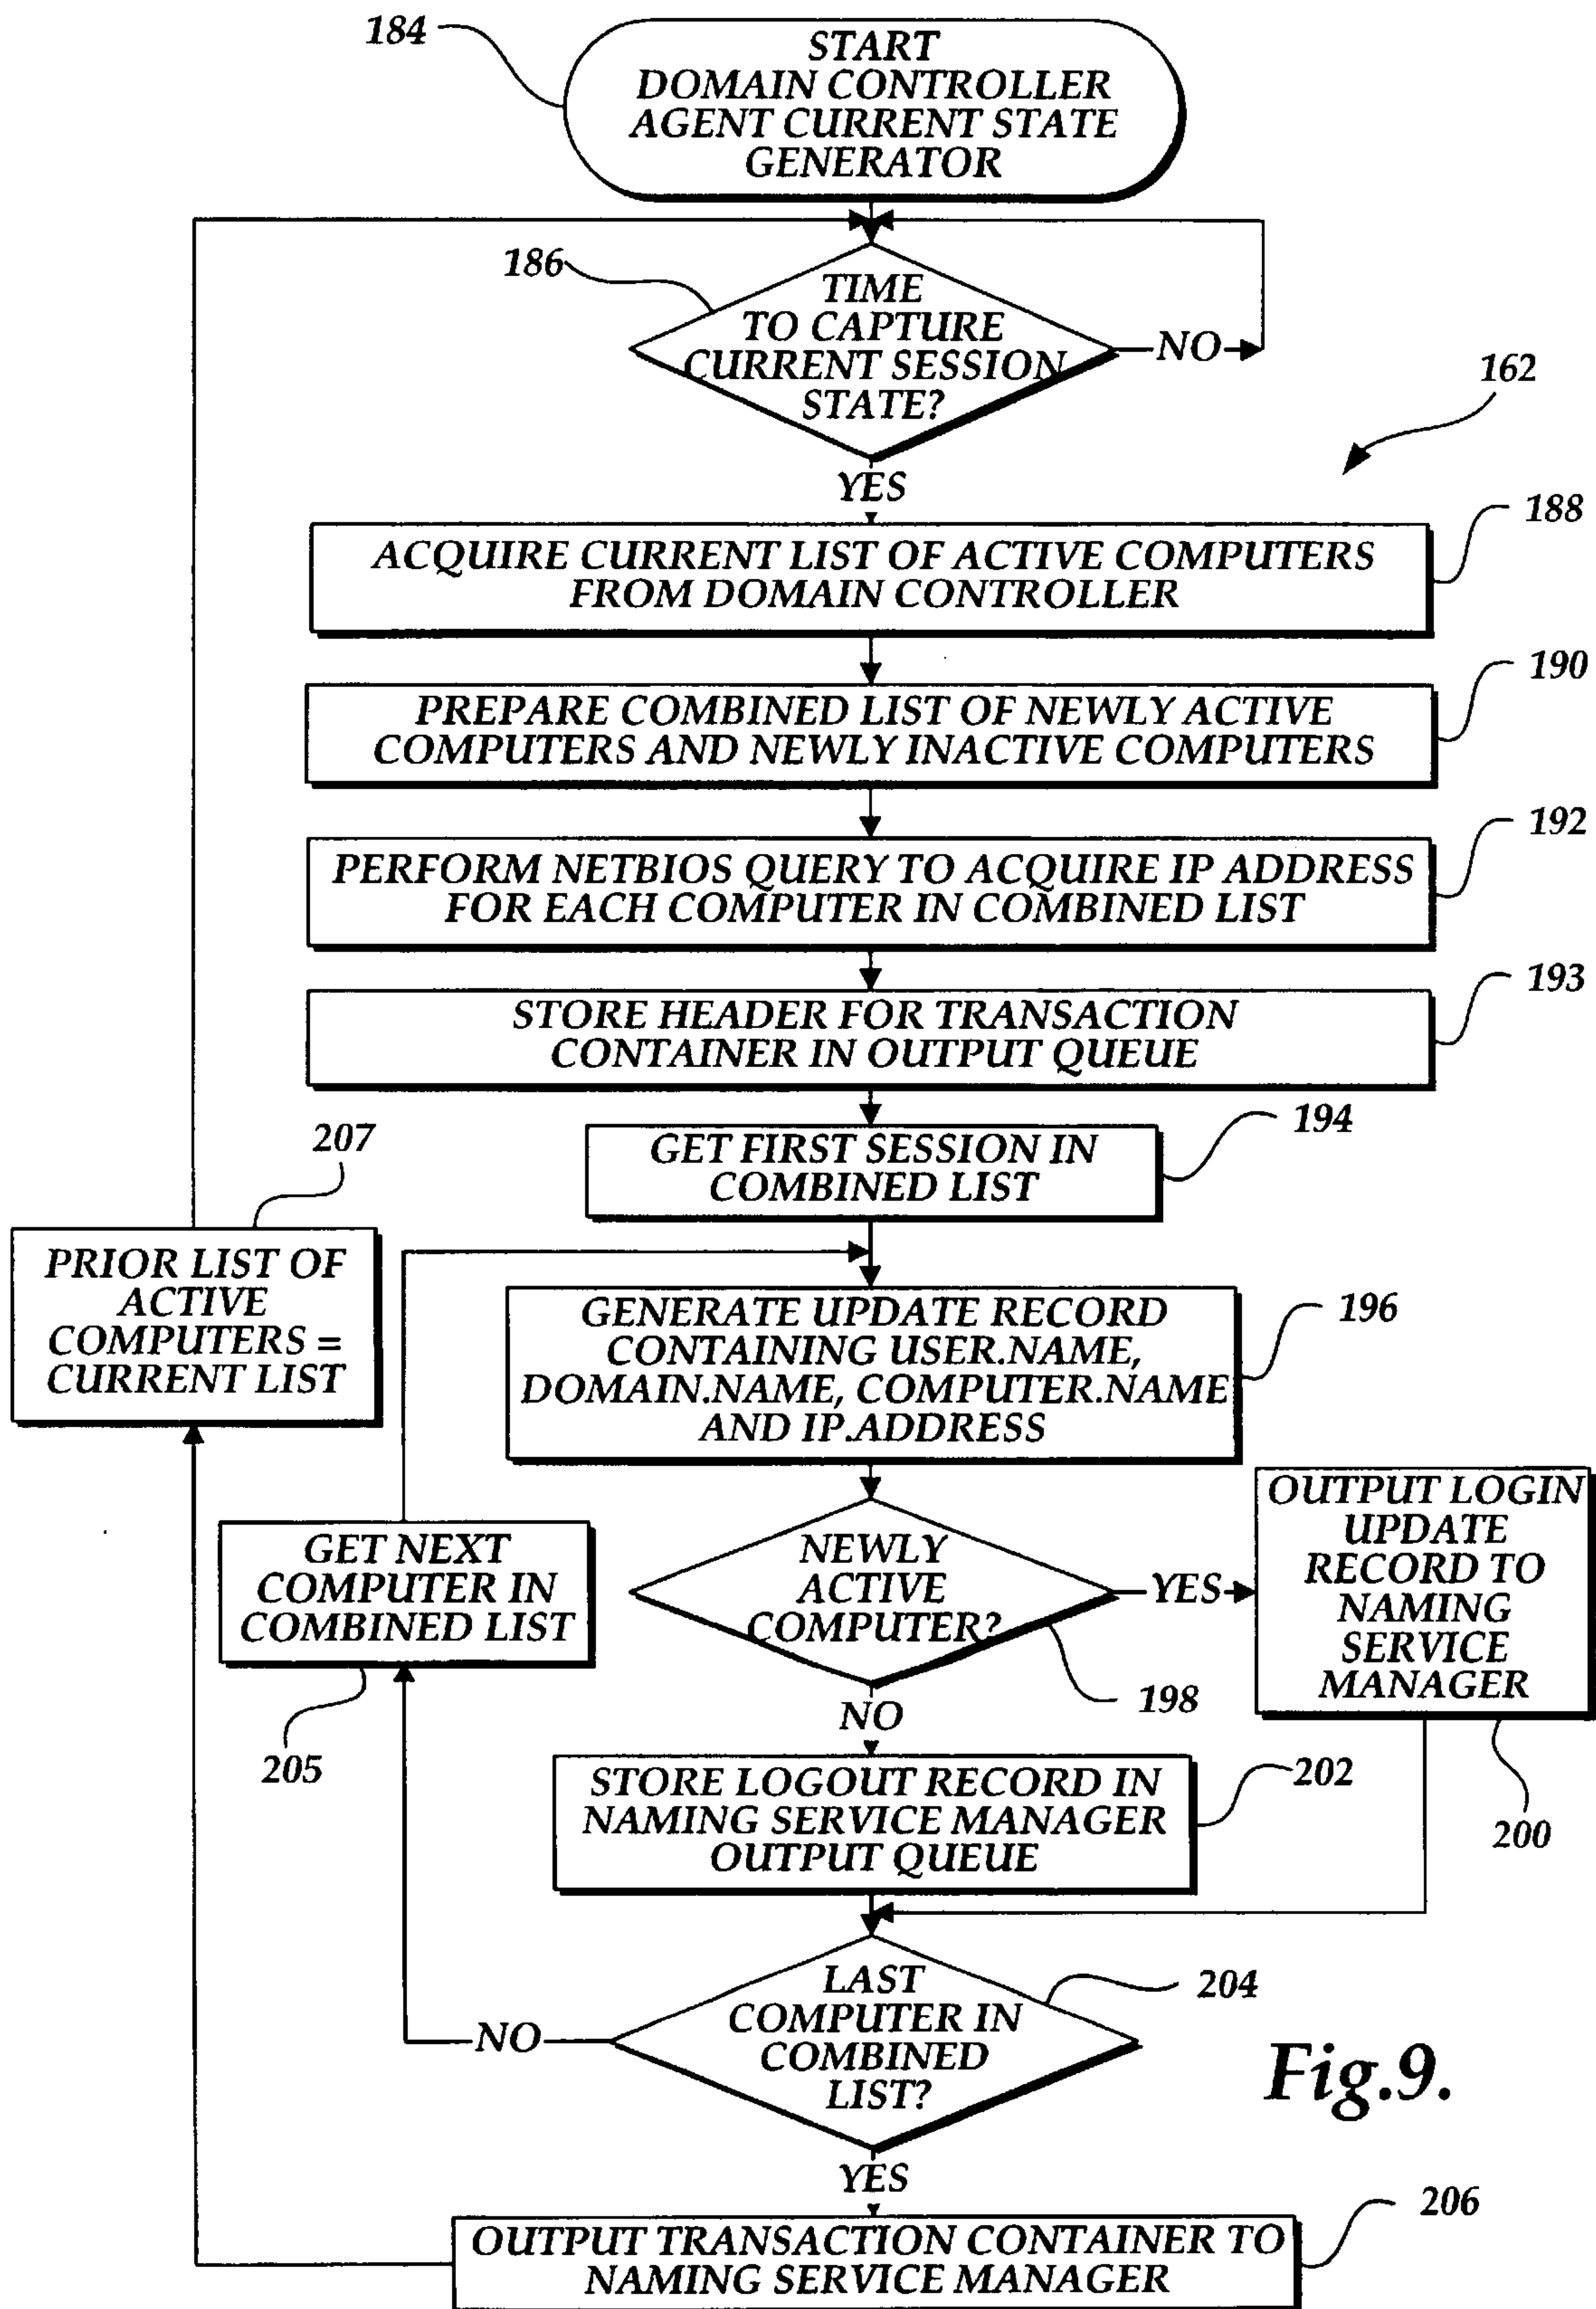 184
START
DOMAIN CONTROLLER
AGENT CURRENT STATE
GENERATOR
186
TIME
TO CAPTURE
CURRENT SESSION
STATE?
NO
162
YES
188
ACQUIRE CURRENT LIST OF ACTIVE COMPUTERS
FROM DOMAIN CONTROLLER
190
PREPARE COMBINED LIST OF NEWLY ACTIVE
COMPUTERS AND NEWLY INACTIVE COMPUTERS
192
PERFORM NETBIOS QUERY TO ACQUIRE IP ADDRESS
FOR EACH COMPUTER IN COMBINED LIST
193
STORE HEADER FOR TRANSACTION
CONTAINER IN OUTPUT QUEUE
194
GET FIRST SESSION IN
COMBINED LIST
207
PRIOR LIST OF
ACTIVE
COMPUTERS =
CURRENT LIST
196
GENERATE UPDATE RECORD
CONTAINING USER.NAME,
DOMAIN.NAME, COMPUTER.NAME
AND IP.ADDRESS
OUTPUT LOGIN
UPDATE
RECORD TO
NAMING
SERVICE
MANAGER
200
GET NEXT
COMPUTER IN
COMBINED LIST
205
NEWLY
ACTIVE
COMPUTER?
YES
198
NO
202
STORE LOGOUT RECORD IN
NAMING SERVICE MANAGER
OUTPUT QUEUE
204
LAST
COMPUTER IN
COMBINED
LIST?
NO
Fig.9.
YES
206
OUTPUT TRANSACTION CONTAINER TO
NAMING SERVICE MANAGER